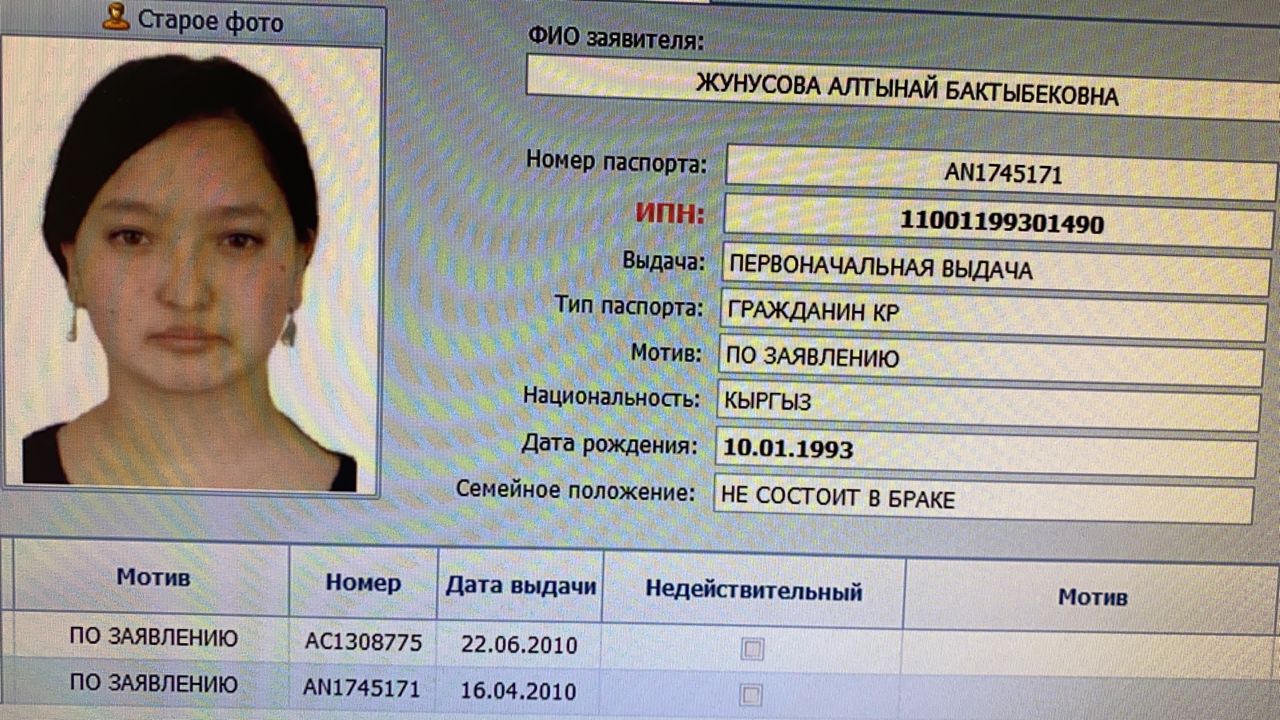 Старое фото
ФИО заявителя:
ЖУНУСОВА АЛТЫНАЙ БАКТЫБЕКОВНА
Номер паспорта: AN1745171
ИПН: 11001199301490
Выдача: ПЕРВОНАЧАЛЬНАЯ ВЫДАЧА
Тип паспорта: ГРАЖДАНИН КР
Мотив: ПО ЗАЯВЛЕНИЮ
Национальность: КЫРГЫЗ
Дата рождения: 10.01.1993
Семейное положение: НЕ СОСТОИТ В БРАКЕ
Мотив Номер Дата выдачи Недействительный Мотив
ПО ЗАЯВЛЕНИЮ AC1308775 22.06.2010
ПО ЗАЯВЛЕНИЮ AN1745171 16.04.2010